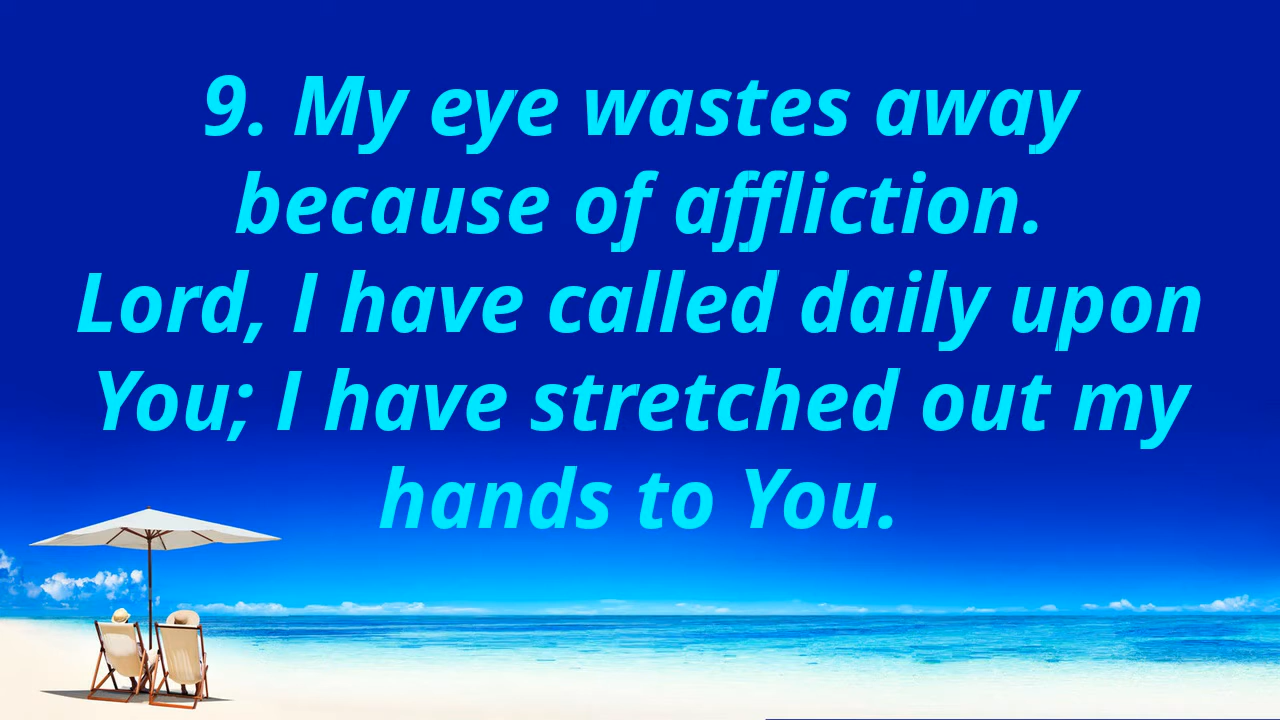 9. My eye wastes away
because of affliction.
Lord, I have called daily upon
You; I have stretched out my
hands to You.